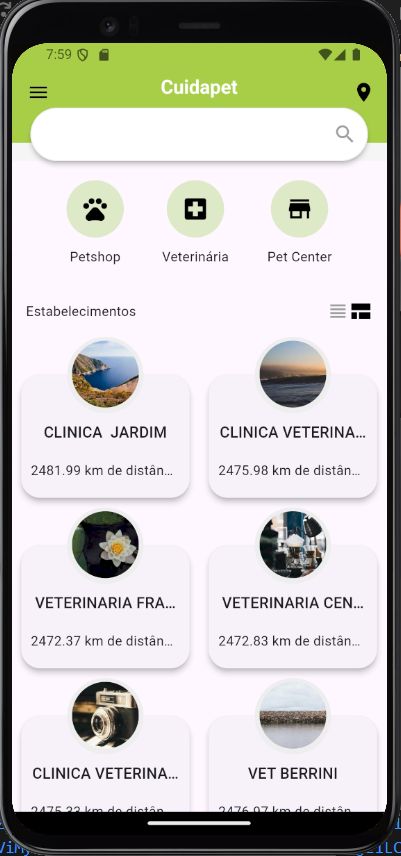 7:59
Cuidapet
Petshop
Veterinária
Pet Center
Estabelecimentos
CLINICA JARDIM
CLINICA VETERINA...
2481.99 km de distân...
2475.98 km de distân...
VETERINARIA FRA...
VETERINARIA CEN...
2472.37 km de distân...
2472.83 km de distân...
CLINICA VETERINA...
VET BERRINI
2475.33 km de distân...
2476.97 km de distân...